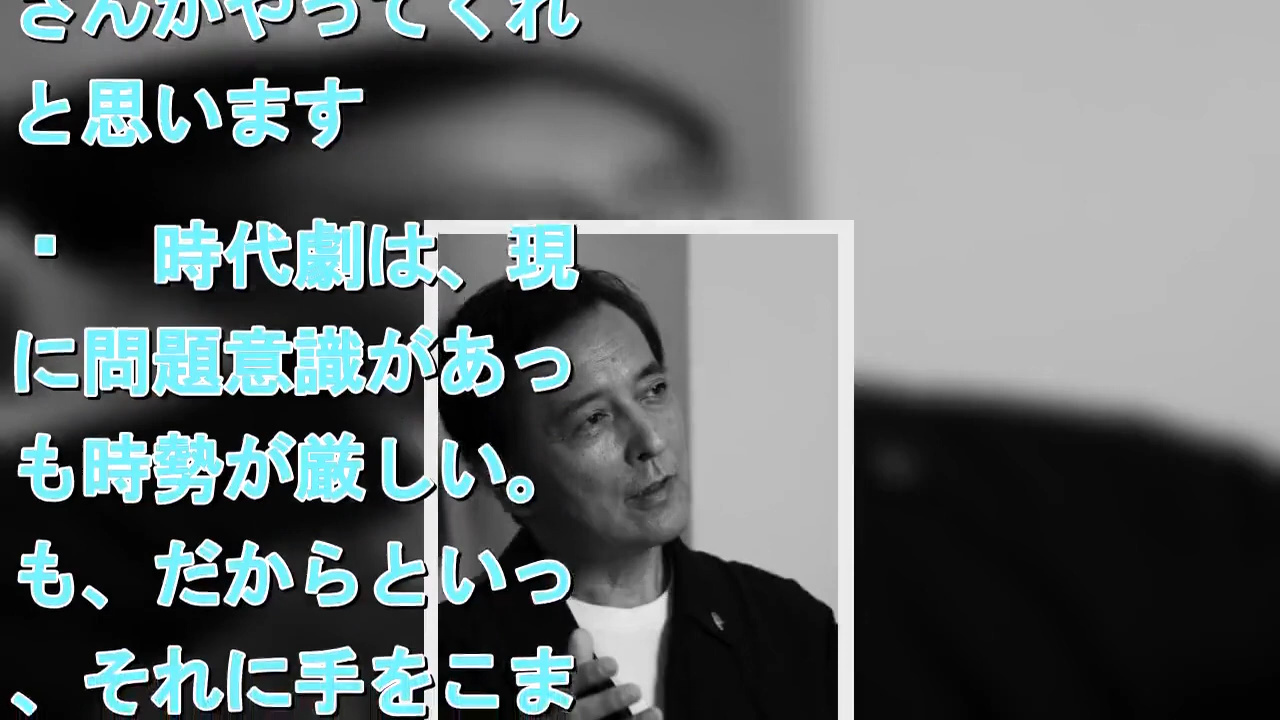 さんがやってくれ
と思います
・ 時代劇は、現
に問題意識があっ
も時勢が厳しい。
も、だからといっ
、それに手をこま